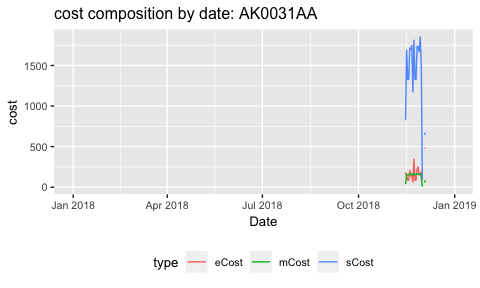 cost composition by date: AK0031AA
cost
1500
1000
500
0
Jan 2018 Apr 2018 Jul 2018 Oct 2018 Jan 2019
Date
type eCost mCost sCost